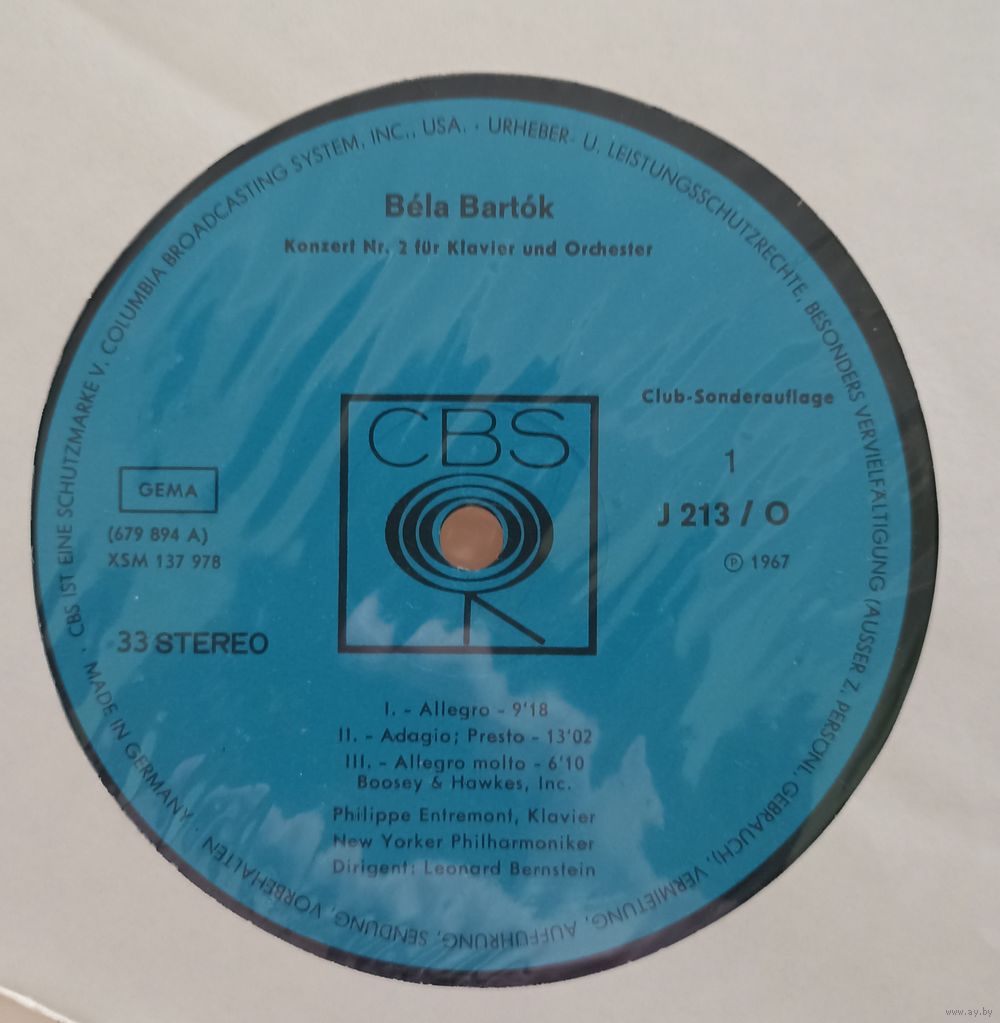 CBS IST EINE SCHUTZMARKE V. COLUMBIA BROADCASTING SYSTEM, INC., USA. · URHEBER- U. LEISTUNGSSCHUTZRECHTE, BESONDERS VERVIELFÄLTIGUNG (AUSSER Z. PERSÖNL. GEBRAUCH), VERMIETUNG, AUFFÜHRUNG, SENDUNG, VORBEHALTEN · MADE IN GERMANY ·
Béla Bartók
Konzert Nr. 2 für Klavier und Orchester
Club-Sonderauflage
CBS
1
GEMA
J 213 / O
(679 894 A)
XSM 137 978
Ⓟ 1967
33 STEREO
I. - Allegro - 9'18
II. - Adagio; Presto - 13'02
III. - Allegro molto - 6'10
Boosey & Hawkes, Inc.
Philippe Entremont, Klavier
New Yorker Philharmoniker
Dirigent: Leonard Bernstein
www.ay.by